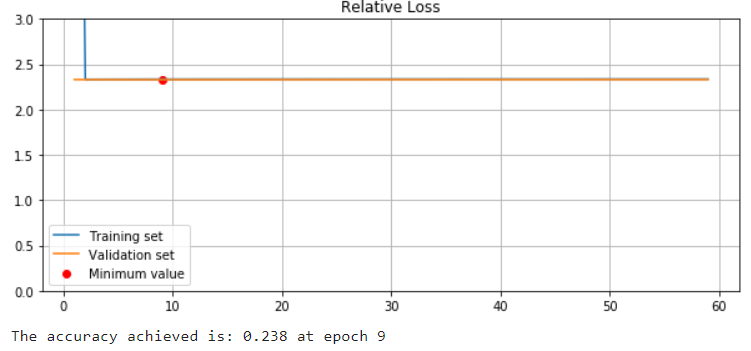 Relative Loss
3.0
2.5
2.0
1.5
1.0
0.5
0.0
Training set
Validation set
Minimum value
0 10 20 30 40 50 60
The accuracy achieved is: 0.238 at epoch 9